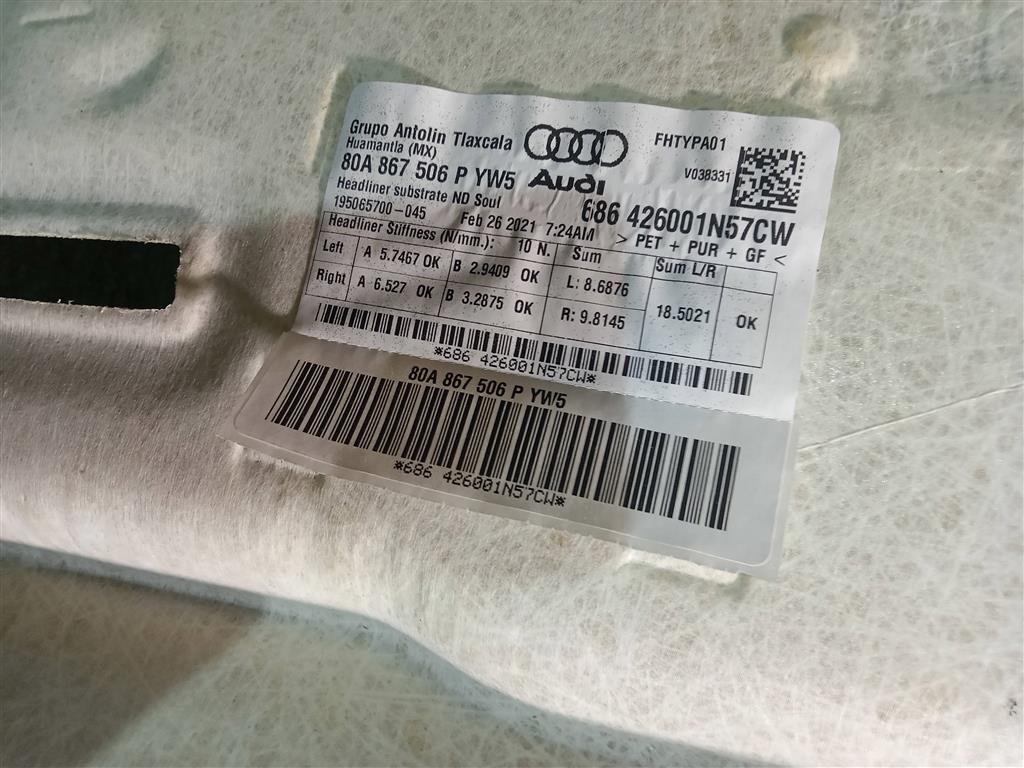 Grupo Antolin Tlaxcala
Huamantla (MX)
Audi
FHTYPA01
V038331
80A 867 506 P YW5
686 426001N57CW
Headliner substrate ND Soul
195065700-045
Feb 26 2021 7:24AM
> PET + PUR + GF <
Headliner Stiffness (N/mm.): 10 N. Sum Sum L/R
Left A 5.7467 OK B 2.9409 OK L: 8.6876
Right A 6.527 OK B 3.2875 OK R: 9.8145
18.5021 OK
*686 426001N57CW*
80A 867 506 P YW5
*686 426001N57CW*